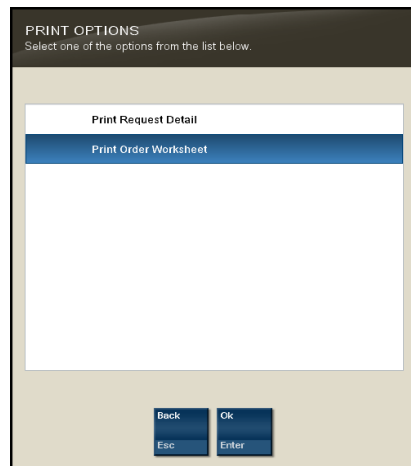 PRINT OPTIONS
Select one of the options from the list below.
Print Request Detail
Print Order Worksheet
Back Ok
Esc Enter